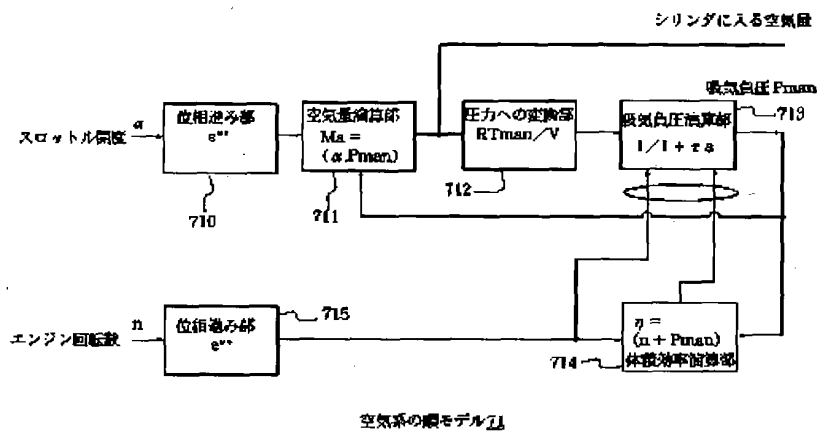 シリンダに入る空気量
吸気負圧 Pman
713
スロットル開度
α
位相進み部
710
空気量演算部
Ma =
(α.Pman)
711
圧力への変換部
RTman/V
712
吸気負圧演算部
1/1+τs
エンジン回転数
n
位相進み部
715
η =
(n + Pman)
体積効率演算部
714
空気系の順モデル71